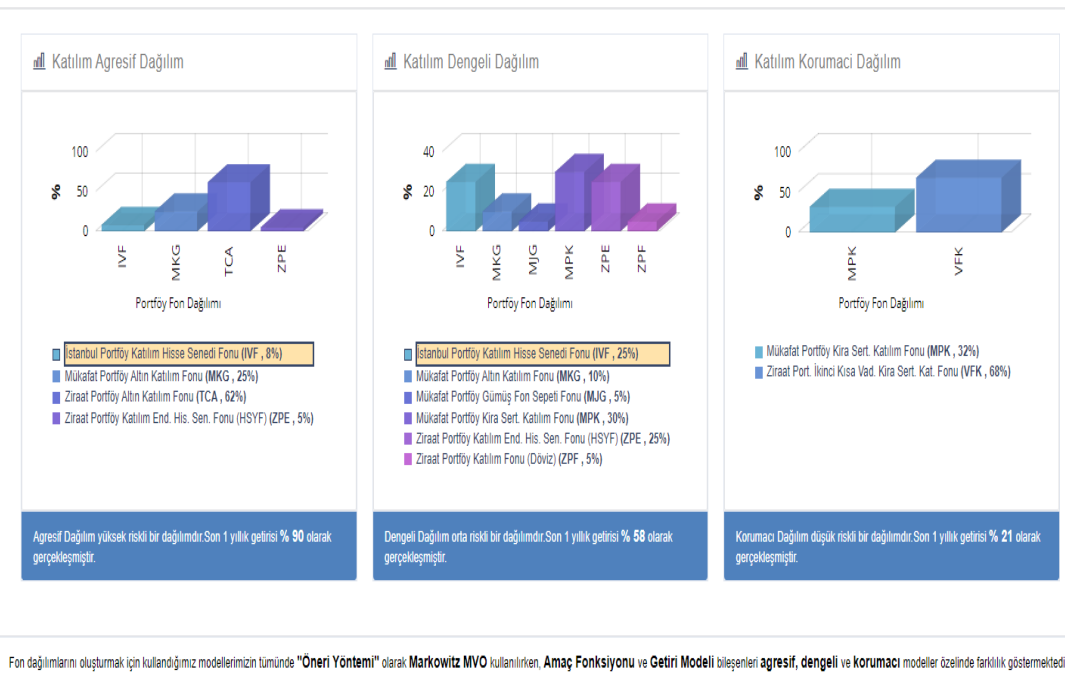 Katılım Agresif Dağılım
100
50
0
%
IVF
MKG
TCA
ZPE
Portföy Fon Dağılımı
İstanbul Portföy Katılım Hisse Senedi Fonu (IVF , 8%)
Mükafat Portföy Altın Katılım Fonu (MKG , 25%)
Ziraat Portföy Altın Katılım Fonu (TCA , 62%)
Ziraat Portföy Katılım End. His. Sen. Fonu (HSYF) (ZPE , 5%)
Agresif Dağılım yüksek riskli bir dağılımdır.Son 1 yıllık getirisi % 90 olarak
gerçekleşmiştir.
Katılım Dengeli Dağılım
40
20
0
%
IVF
MKG
MJG
MPK
ZPE
ZPF
Portföy Fon Dağılımı
İstanbul Portföy Katılım Hisse Senedi Fonu (IVF , 25%)
Mükafat Portföy Altın Katılım Fonu (MKG , 10%)
Mükafat Portföy Gümüş Fon Sepeti Fonu (MJG , 5%)
Mükafat Portföy Kira Sert. Katılım Fonu (MPK , 30%)
Ziraat Portföy Katılım End. His. Sen. Fonu (HSYF) (ZPE , 25%)
Ziraat Portföy Katılım Fonu (Döviz) (ZPF , 5%)
Dengeli Dağılım orta riskli bir dağılımdır.Son 1 yıllık getirisi % 58 olarak
gerçekleşmiştir.
Katılım Korumaci Dağılım
100
50
0
%
MPK
VFK
Portföy Fon Dağılımı
Mükafat Portföy Kira Sert. Katılım Fonu (MPK , 32%)
Ziraat Port. İkinci Kısa Vad. Kira Sert. Kat. Fonu (VFK , 68%)
Korumacı Dağılım düşük riskli bir dağılımdır.Son 1 yıllık getirisi % 21 olarak
gerçekleşmiştir.
Fon dağılımlarını oluşturmak için kullandığımız modellerimizin tümünde "Öneri Yöntemi" olarak Markowitz MVO kullanılırken, Amaç Fonksiyonu ve Getiri Modeli bileşenleri agresif, dengeli ve korumacı modeller özelinde farklılık göstermektedi